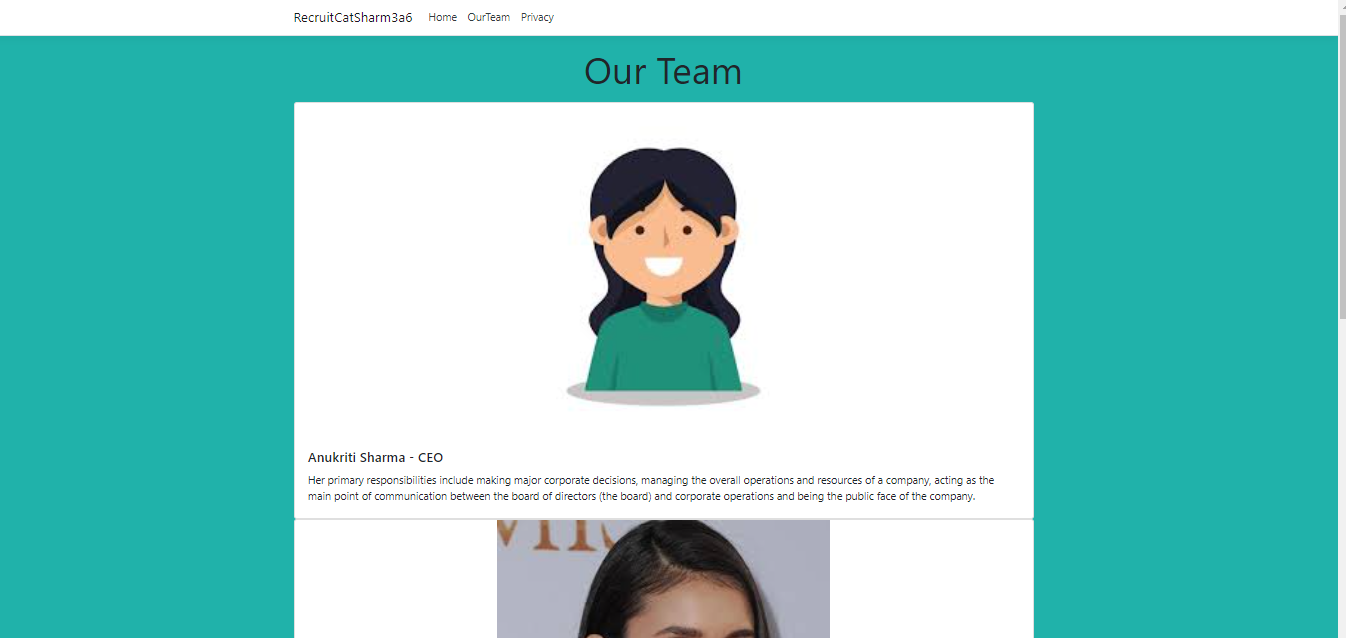 RecruitCatSharm3a6 Home OurTeam Privacy
Our Team
Anukriti Sharma - CEO
Her primary responsibilities include making major corporate decisions, managing the overall operations and resources of a company, acting as the
main point of communication between the board of directors (the board) and corporate operations and being the public face of the company.